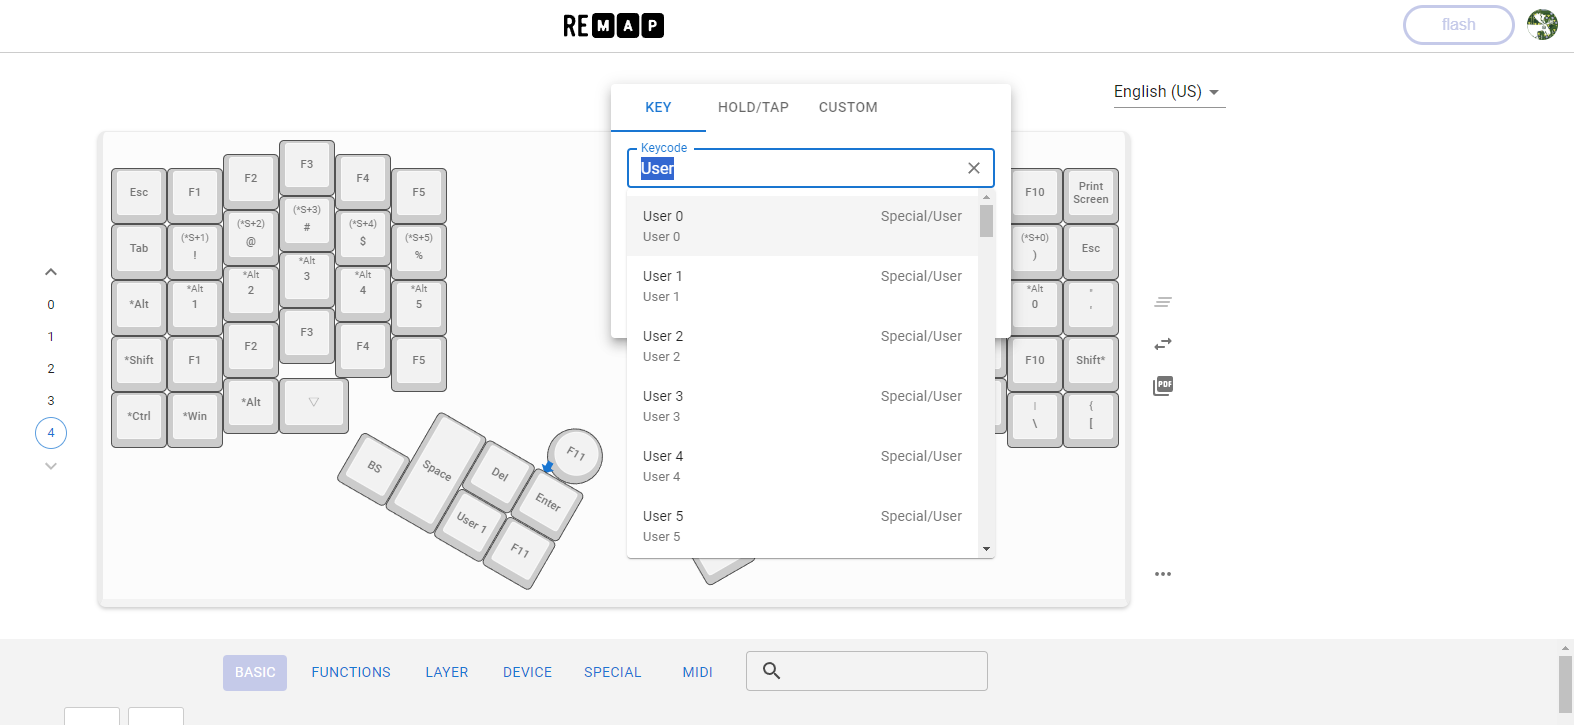 REMAP
flash
English (US)
KEY HOLD/TAP CUSTOM
Keycode
User
User 0 Special/User
User 0
User 1 Special/User
User 1
User 2 Special/User
User 2
User 3 Special/User
User 3
User 4 Special/User
User 4
User 5 Special/User
User 5
0
1
2
3
4
Esc F1 F2 F3 F4 F5
Tab (*S+1) ! (*S+2) @ (*S+3) # (*S+4) $ (*S+5) %
*Alt *Alt 1 *Alt 2 *Alt 3 *Alt 4 *Alt 5
*Shift F1 F2 F3 F4 F5
*Ctrl *Win *Alt ▽
BS Space Del Enter F11
User 1 F11
F10 Print Screen
(*S+0) ) Esc
*Alt 0 " '
F10 Shift*
| \ { [
PDF
BASIC FUNCTIONS LAYER DEVICE SPECIAL MIDI